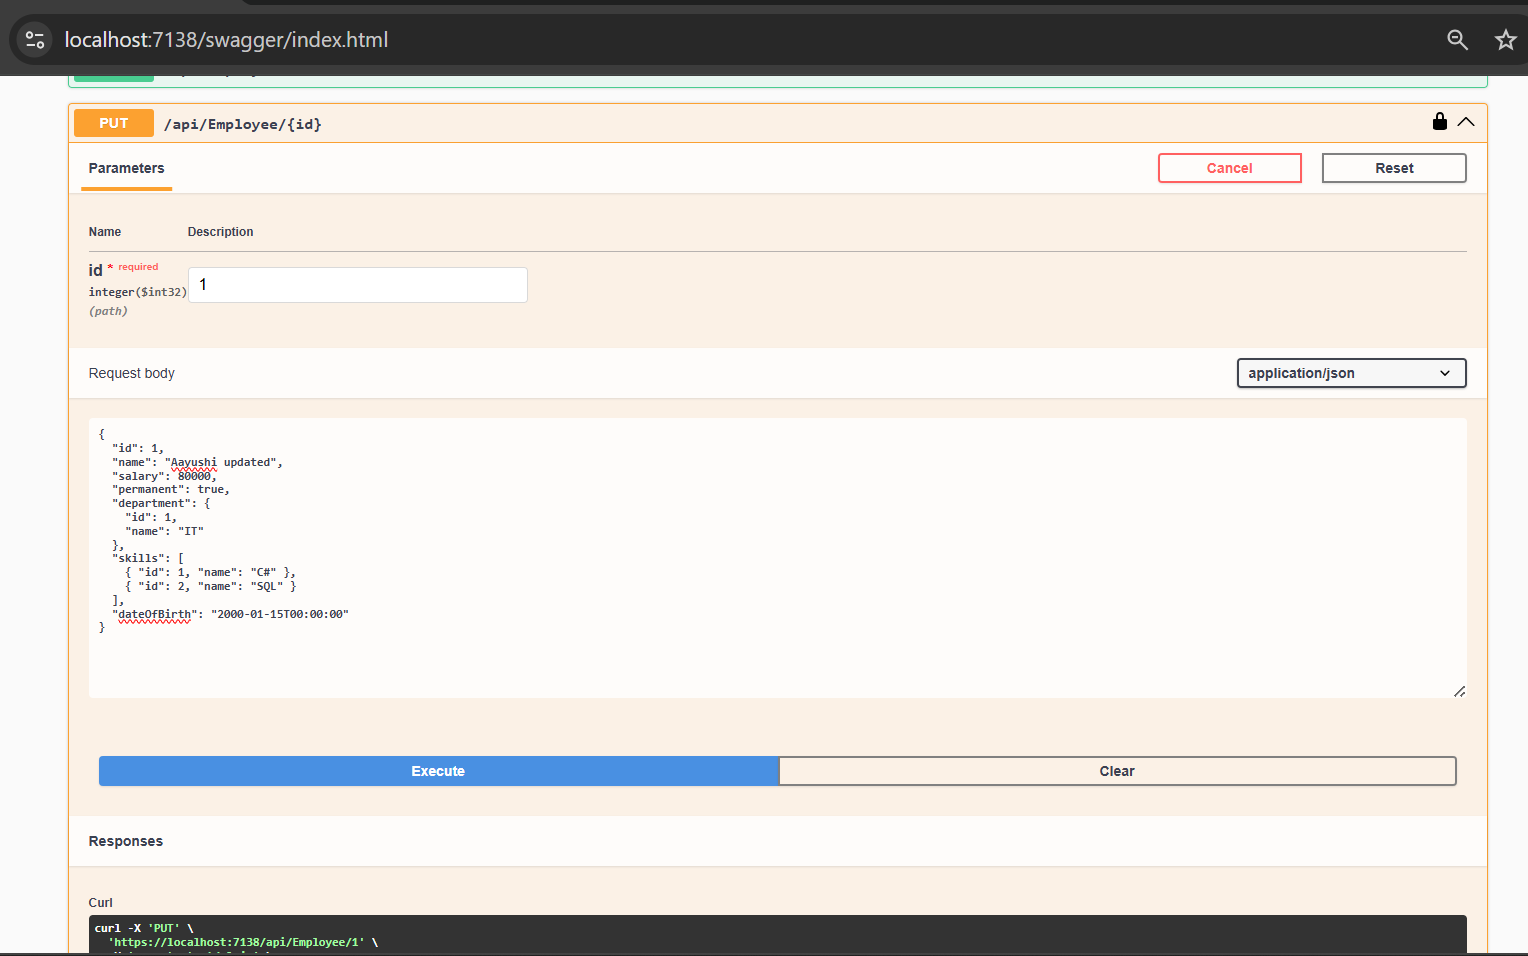 localhost:7138/swagger/index.html
PUT /api/Employee/{id}
Parameters Cancel Reset
Name Description
id * required
integer($int32)
(path)
1
Request body application/json
{
  "id": 1,
  "name": "Aayushi updated",
  "salary": 80000,
  "permanent": true,
  "department": {
    "id": 1,
    "name": "IT"
  },
  "skills": [
    { "id": 1, "name": "C#" },
    { "id": 2, "name": "SQL" }
  ],
  "dateOfBirth": "2000-01-15T00:00:00"
}
Execute Clear
Responses
Curl
curl -X 'PUT' \
  'https://localhost:7138/api/Employee/1' \